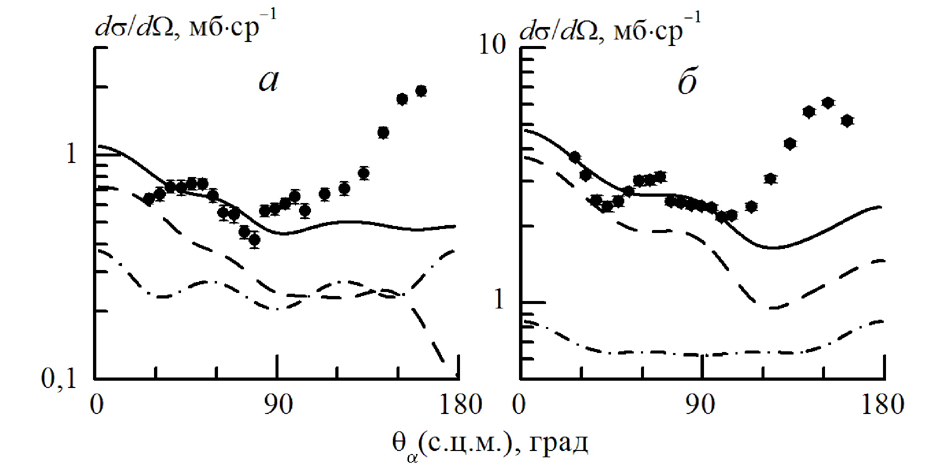 dσ/dΩ, мб·ср⁻¹
dσ/dΩ, мб·ср⁻¹
10
а
б
1
1
0,1
0
90
180
0
90
180
θα(с.ц.м.), град